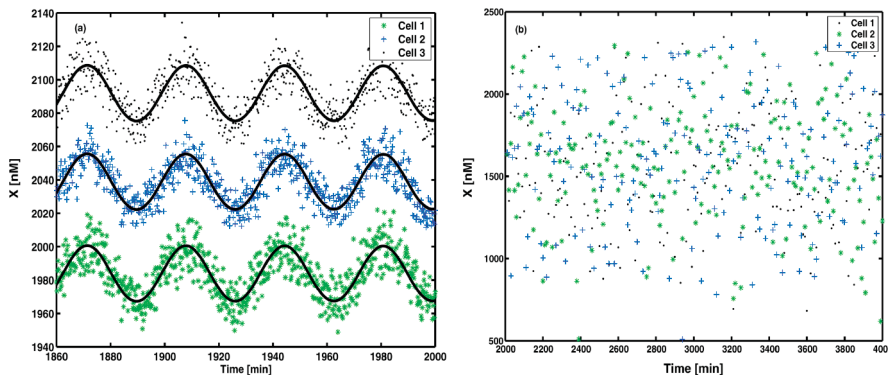 (a)
Cell 1
Cell 2
Cell 3
2140
2120
2100
2080
2060
2040
2020
2000
1980
1960
1940
X [nM]
1860 1880 1900 1920 1940 1960 1980 2000
Time [min]
(b)
Cell 1
Cell 2
Cell 3
2500
2000
1500
1000
500
X [nM]
2000 2200 2400 2600 2800 3000 3200 3400 3600 3800 400
Time [min]